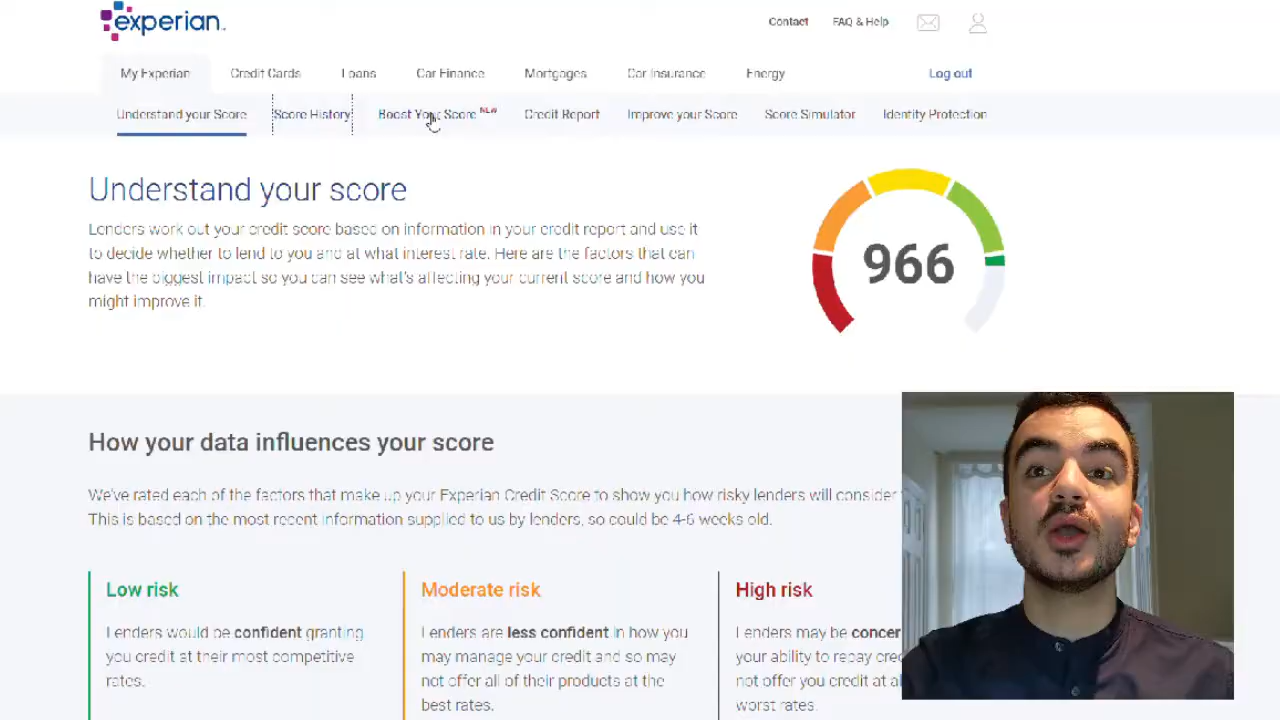 experian
Contact FAQ & Help
My Experian Credit Cards Loans Car Finance Mortgages Car Insurance Energy Log out
Understand your Score Score History Boost Your Score NEW Credit Report Improve your Score Score Simulator Identity Protection
Understand your score
Lenders work out your credit score based on information in your credit report and use it
to decide whether to lend to you and at what interest rate. Here are the factors that can
have the biggest impact so you can see what's affecting your current score and how you
might improve it.
966
How your data influences your score
We've rated each of the factors that make up your Experian Credit Score to show you how risky lenders will consider
This is based on the most recent information supplied to us by lenders, so could be 4-6 weeks old.
Low risk
Lenders would be confident granting
you credit at their most competitive
rates.
Moderate risk
Lenders are less confident in how you
may manage your credit and so may
not offer all of their products at the
best rates.
High risk
Lenders may be concer
your ability to repay cre
not offer you credit at al
worst rates.